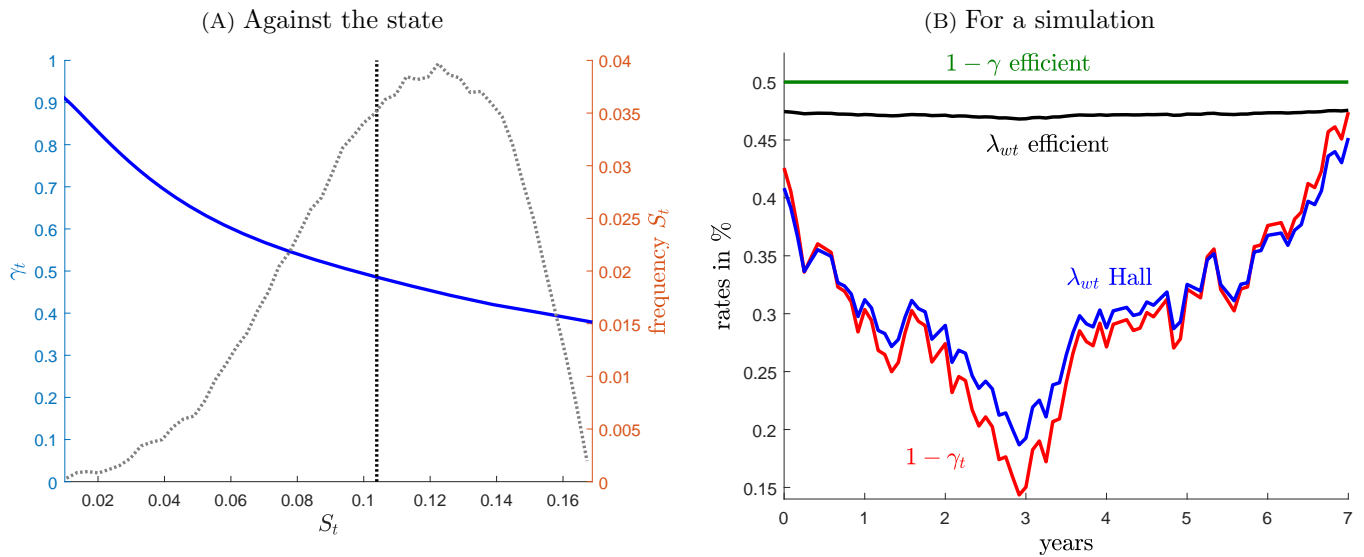 (A) Against the state
1
0.9
0.8
0.7
0.6
0.5
0.4
0.3
0.2
0.1
0
γt
0.04
0.035
0.03
0.025
0.02
0.015
0.01
0.005
0
frequency St
0.02 0.04 0.06 0.08 0.1 0.12 0.14 0.16
St
(B) For a simulation
1 − γ efficient
λwt efficient
λwt Hall
1 − γt
0.5
0.45
0.4
0.35
0.3
0.25
0.2
0.15
rates in %
0 1 2 3 4 5 6 7
years